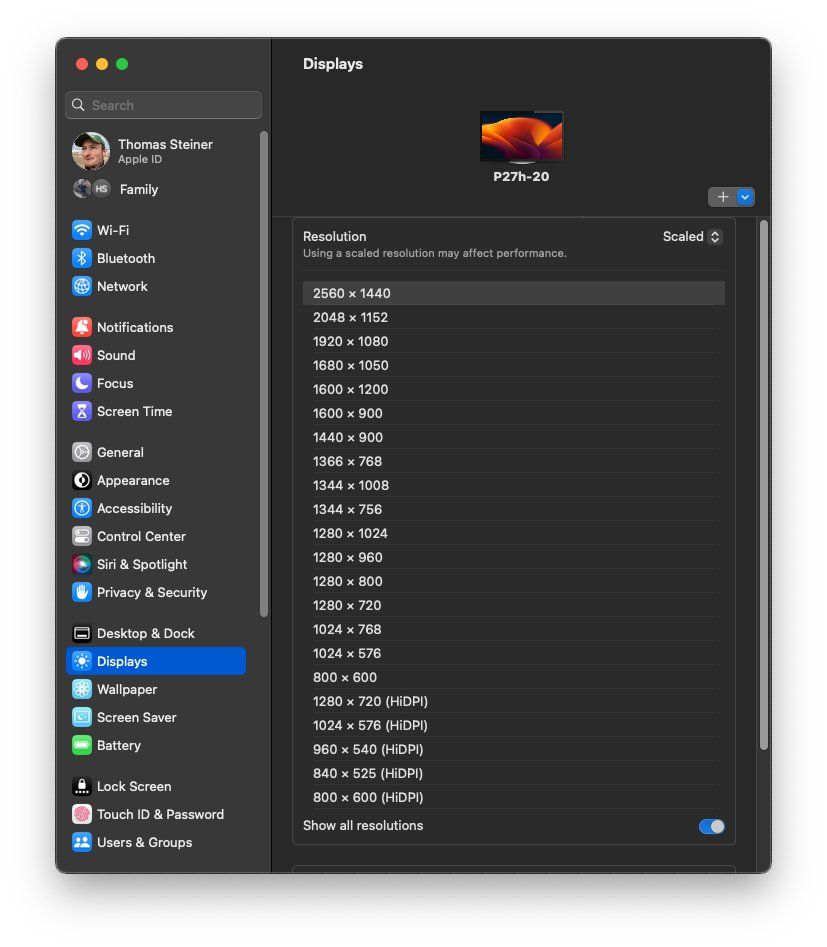 Displays
Search
Thomas Steiner
Apple ID
HS
Family
Wi-Fi
Bluetooth
Network
Notifications
Sound
Focus
Screen Time
General
Appearance
Accessibility
Control Center
Siri & Spotlight
Privacy & Security
Desktop & Dock
Displays
Wallpaper
Screen Saver
Battery
Lock Screen
Touch ID & Password
Users & Groups
P27h-20
Resolution
Scaled
Using a scaled resolution may affect performance.
2560 × 1440
2048 × 1152
1920 × 1080
1680 × 1050
1600 × 1200
1600 × 900
1440 × 900
1366 × 768
1344 × 1008
1344 × 756
1280 × 1024
1280 × 960
1280 × 800
1280 × 720
1024 × 768
1024 × 576
800 × 600
1280 × 720 (HiDPI)
1024 × 576 (HiDPI)
960 × 540 (HiDPI)
840 × 525 (HiDPI)
800 × 600 (HiDPI)
Show all resolutions